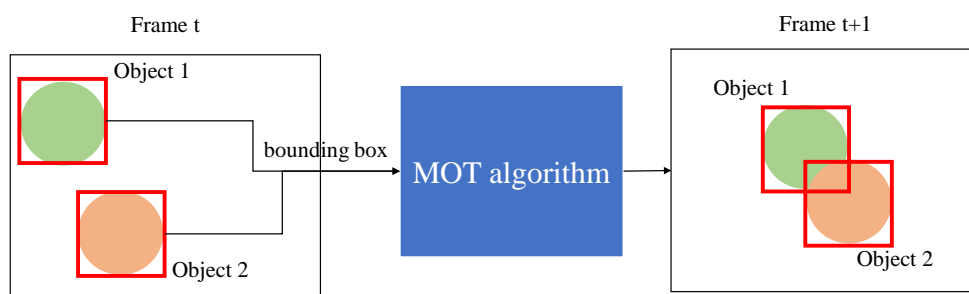 Frame t
Object 1
Object 2
bounding box
MOT algorithm
Frame t+1
Object 1
Object 2